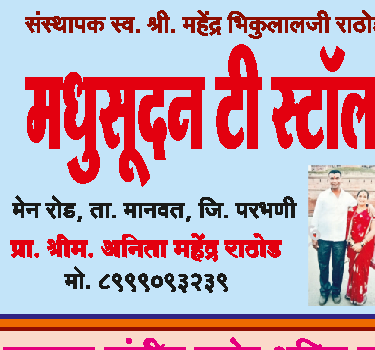 संस्थापक स्व. श्री. महेंद्र भिकुलालजी राठोड
मधुसूदन टी स्टॉल
मेन रोड, ता. मानवत, जि. परभणी
प्रा. श्रीम. अनिता महेंद्र राठोड
मो. ८९९९०९३२३९